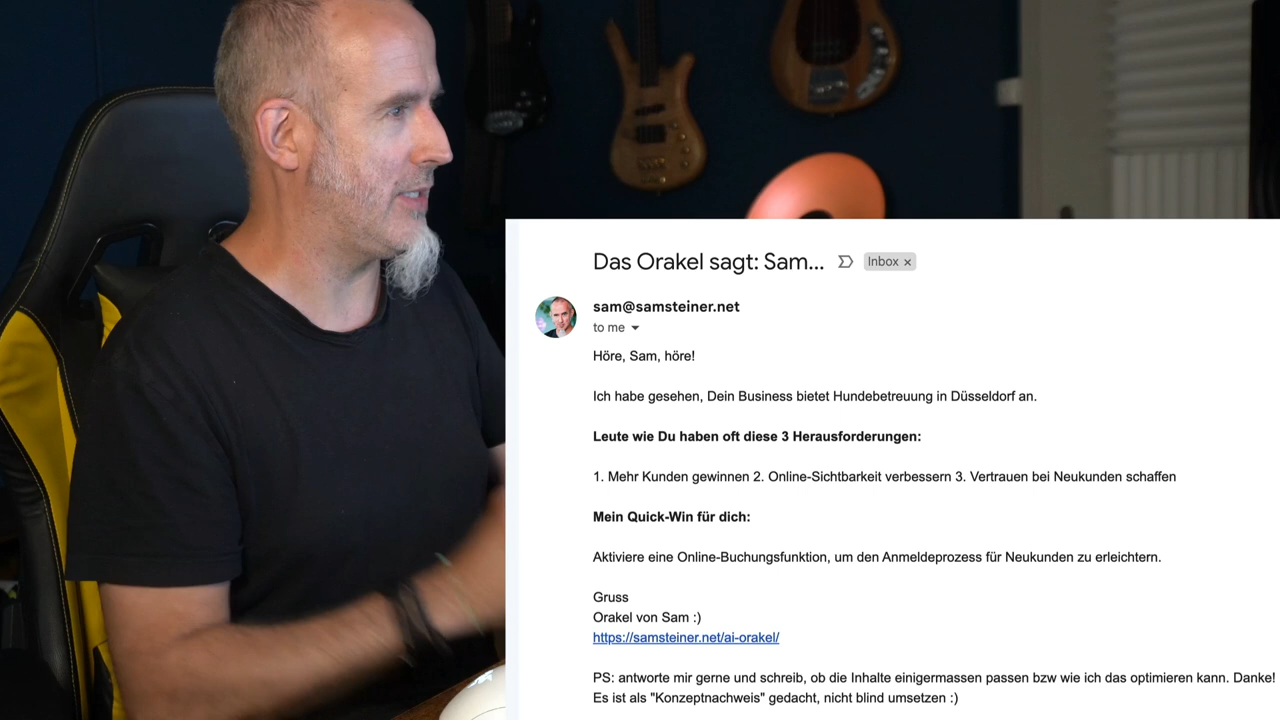 Das Orakel sagt: Sam...
Inbox ×
sam@samsteiner.net
to me
Höre, Sam, höre!
Ich habe gesehen, Dein Business bietet Hundebetreuung in Düsseldorf an.
Leute wie Du haben oft diese 3 Herausforderungen:
1. Mehr Kunden gewinnen 2. Online-Sichtbarkeit verbessern 3. Vertrauen bei Neukunden schaffen
Mein Quick-Win für dich:
Aktiviere eine Online-Buchungsfunktion, um den Anmeldeprozess für Neukunden zu erleichtern.
Gruss
Orakel von Sam :)
https://samsteiner.net/ai-orakel/
PS: antworte mir gerne und schreib, ob die Inhalte einigermassen passen bzw wie ich das optimieren kann. Danke!
Es ist als "Konzeptnachweis" gedacht, nicht blind umsetzen :)